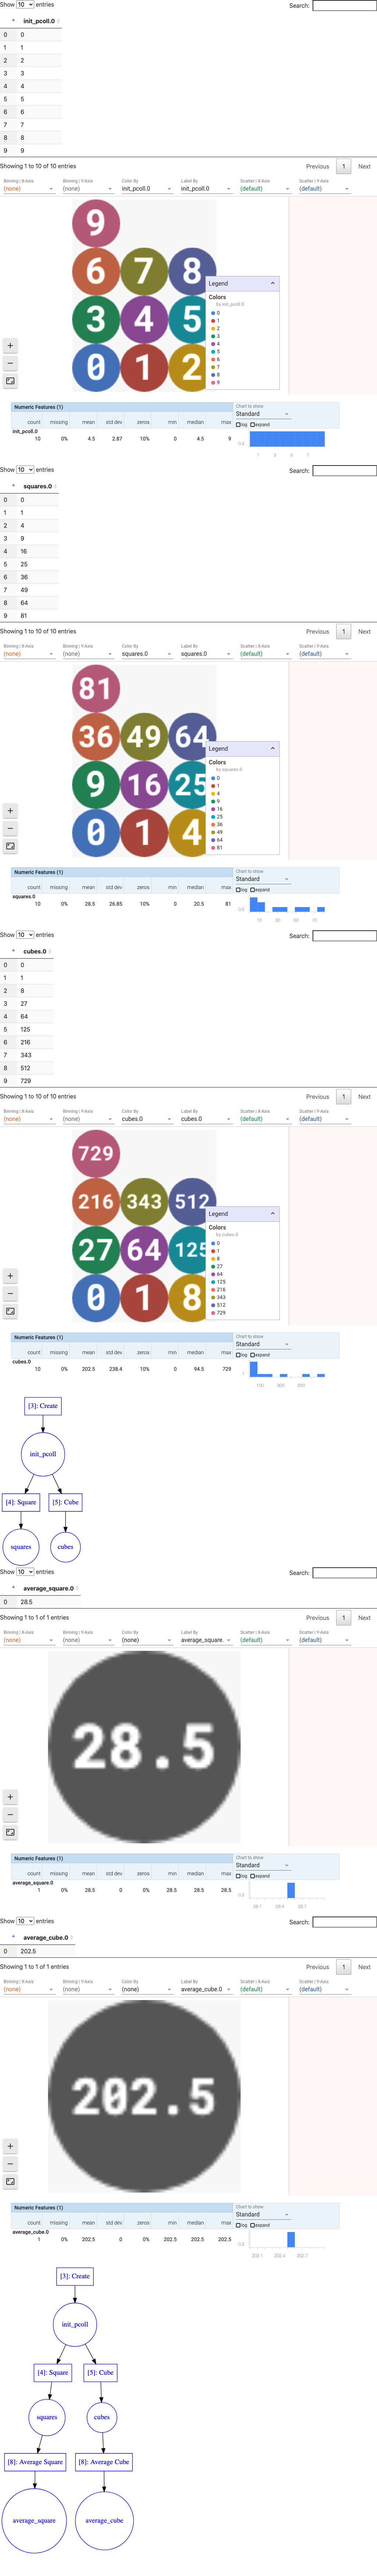 Show 10 entries Search:
init_pcoll.0
0 0
1 1
2 2
3 3
4 4
5 5
6 6
7 7
8 8
9 9
Showing 1 to 10 of 10 entries Previous 1 Next
Binning | X-Axis Binning | Y-Axis Color By Label By Scatter | X-Axis Scatter | Y-Axis
(none) (none) init_pcoll.0 init_pcoll.0 (default) (default)
9
6 7 8
3 4 5
0 1 2
Legend
Colors
by init_pcoll.0
0
1
2
3
4
5
6
7
8
9
Numeric Features (1) Chart to show
Standard
count missing mean std dev zeros min median max log expand
init_pcoll.0
10 0% 4.5 2.87 10% 0 4.5 9
Show 10 entries Search:
squares.0
0 0
1 1
2 4
3 9
4 16
5 25
6 36
7 49
8 64
9 81
Showing 1 to 10 of 10 entries Previous 1 Next
Binning | X-Axis Binning | Y-Axis Color By Label By Scatter | X-Axis Scatter | Y-Axis
(none) (none) squares.0 squares.0 (default) (default)
81
36 49 64
9 16 25
0 1 4
Legend
Colors
by squares.0
0
1
4
9
16
25
36
49
64
81
Numeric Features (1) Chart to show
Standard
count missing mean std dev zeros min median max log expand
squares.0
10 0% 28.5 26.85 10% 0 20.5 81
10 30 50 70
Show 10 entries Search:
cubes.0
0 0
1 1
2 8
3 27
4 64
5 125
6 216
7 343
8 512
9 729
Showing 1 to 10 of 10 entries Previous 1 Next
Binning | X-Axis Binning | Y-Axis Color By Label By Scatter | X-Axis Scatter | Y-Axis
(none) (none) cubes.0 cubes.0 (default) (default)
729
216 343 512
27 64 125
0 1 8
Legend
Colors
by cubes.0
0
1
8
27
64
125
216
343
512
729
Numeric Features (1) Chart to show
Standard
count missing mean std dev zeros min median max log expand
cubes.0
10 0% 202.5 238.4 10% 0 94.5 729
100 300
[3]: Create
init_pcoll
[4]: Square [5]: Cube
squares cubes
Show 10 entries Search:
average_square.0
0 28.5
Showing 1 to 1 of 1 entries Previous 1 Next
Binning | X-Axis Binning | Y-Axis Color By Label By Scatter | X-Axis Scatter | Y-Axis
(none) (none) (none) average_square. (default) (default)
28.5
Numeric Features (1) Chart to show
Standard
count missing mean std dev zeros min median max log expand
average_square.0
1 0% 28.5 0 0% 28.5 28.5 28.5
28.1 28.4 28.7
Show 10 entries Search:
average_cube.0
0 202.5
Showing 1 to 1 of 1 entries Previous 1 Next
Binning | X-Axis Binning | Y-Axis Color By Label By Scatter | X-Axis Scatter | Y-Axis
(none) (none) (none) average_cube.0 (default) (default)
202.5
Numeric Features (1) Chart to show
Standard
count missing mean std dev zeros min median max log expand
average_cube.0
1 0% 202.5 0 0% 202.5 202.5 202.5
202.1 202.4 202.7
[3]: Create
init_pcoll
[4]: Square [5]: Cube
squares cubes
[8]: Average Square [8]: Average Cube
average_square average_cube